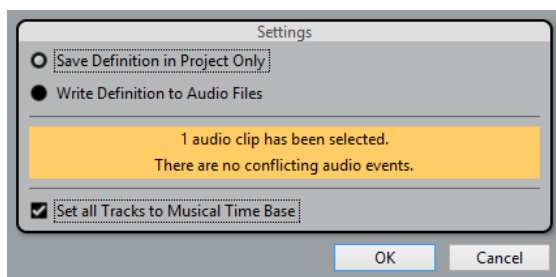 Settings
Save Definition in Project Only
Write Definition to Audio Files
1 audio clip has been selected.
There are no conflicting audio events.
Set all Tracks to Musical Time Base
OK Cancel